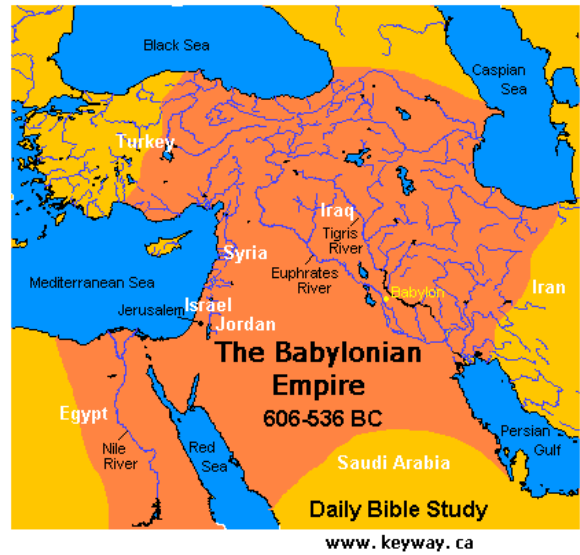 Black Sea
Caspian
Sea
Turkey
Iraq
Tigris
River
Syria
Euphrates
River
Mediterranean Sea
Iran
Babylon
Israel
Jerusalem
Jordan
The Babylonian
Empire
606-536 BC
Egypt
Nile
River
Red
Sea
Persian
Gulf
Saudi Arabia
Daily Bible Study
www.keyway.ca